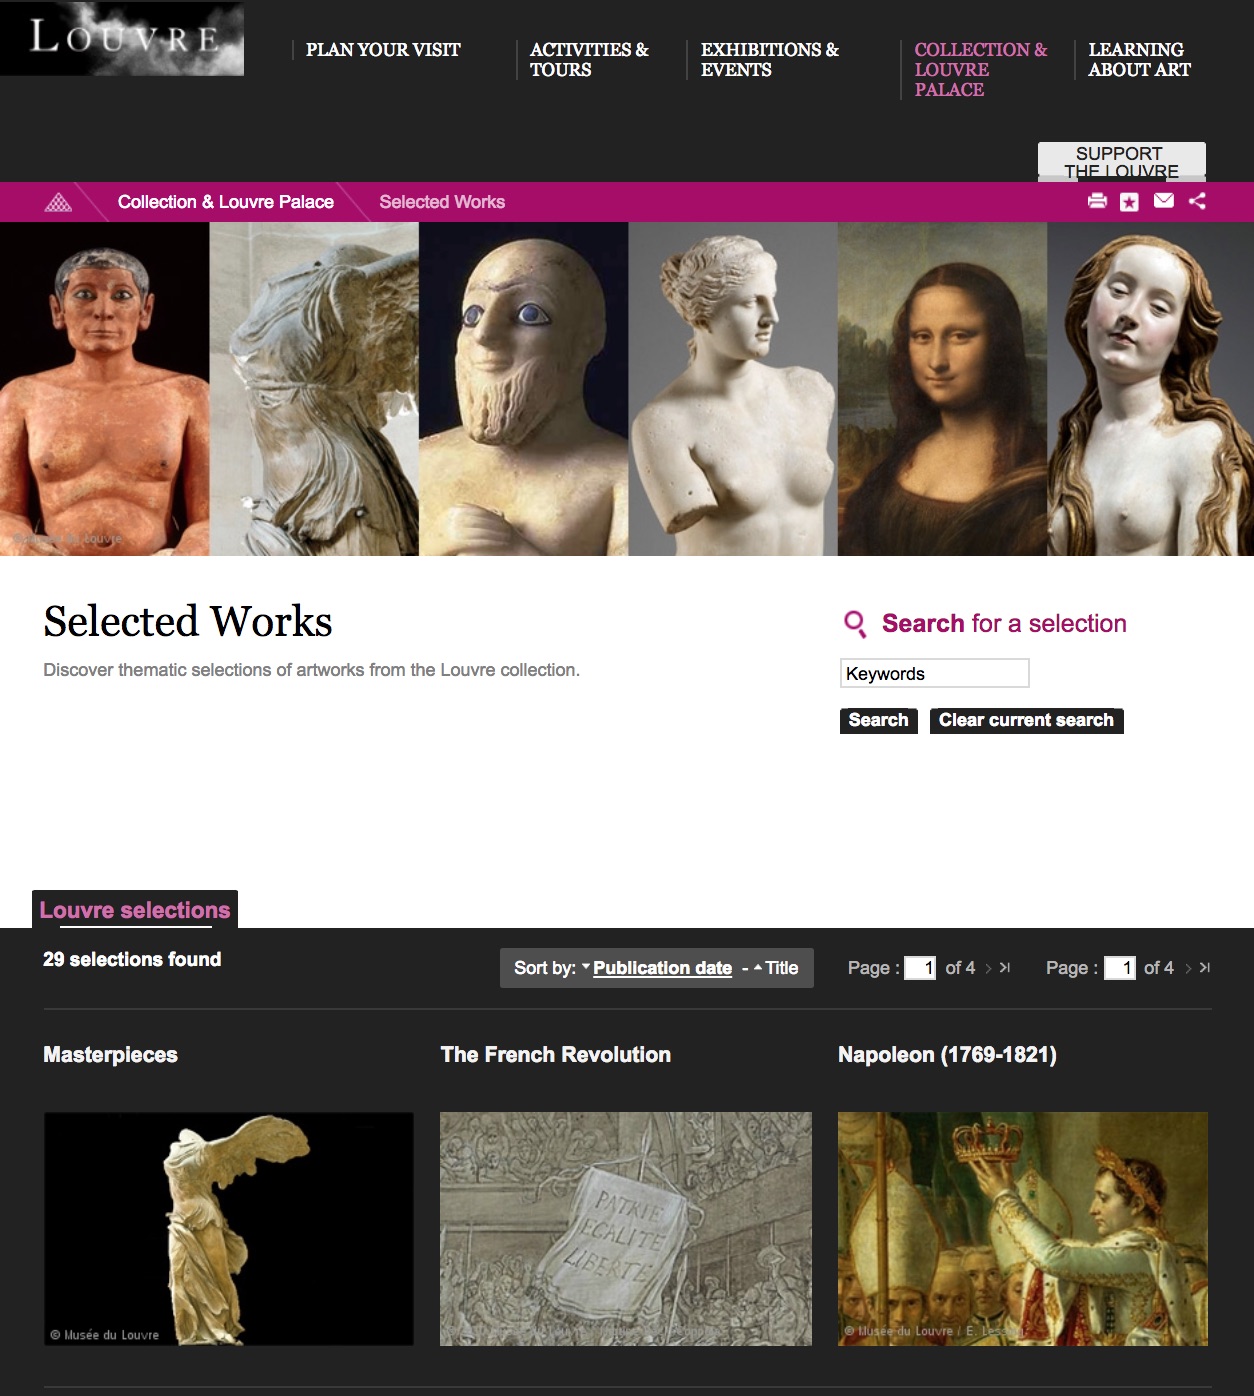 LOUVRE
PLAN YOUR VISIT
ACTIVITIES &
TOURS
EXHIBITIONS &
EVENTS
COLLECTION &
LOUVRE
PALACE
LEARNING
ABOUT ART
SUPPORT
THE LOUVRE
Collection & Louvre Palace
Selected Works
du Louvre
Selected Works
Discover thematic selections of artworks from the Louvre collection.
Search for a selection
Keywords
Search
Clear current search
Louvre selections
29 selections found
Sort by: Publication date - Title
Page : 1 of 4
Page : 1 of 4
Masterpieces
The French Revolution
Napoleon (1769-1821)
© Musée du Louvre
PATRIE
EGALITE
LIBERTE
© Musée du Louvre / E.